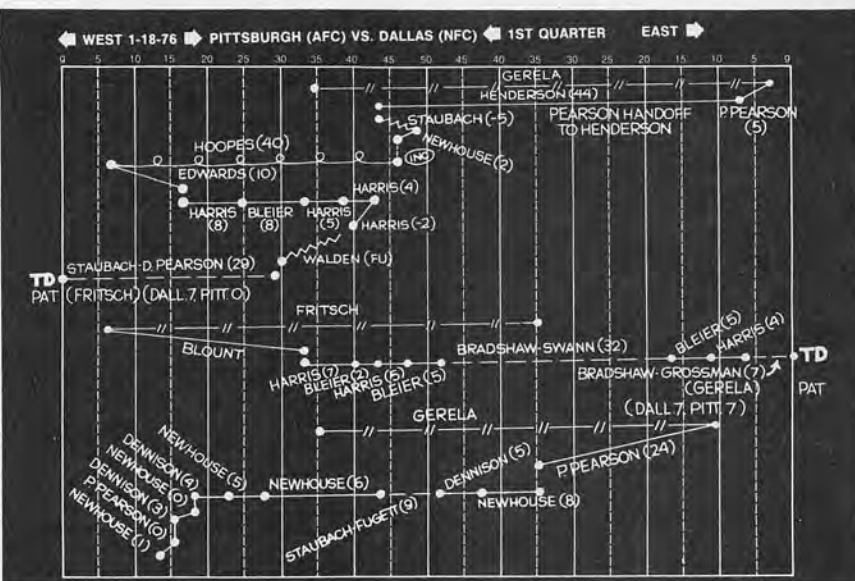 WEST 1-18-76 PITTSBURGH (AFC) VS. DALLAS (NFC) 1ST QUARTER EAST
0 5 10 15 20 25 30 35 40 45 50 45 40 35 30 25 20 15 10 5 0
GERELA
HENDERSON (44)
STAUBACH (-5)
PEARSON HANDOFF
TO HENDERSON
P. PEARSON
(5)
NEWHOUSE (2)
HOOPES (40)
(INC)
EDWARDS (10)
HARRIS (4)
HARRIS
(8)
BLEIER
(8)
HARRIS
(5)
HARRIS (-2)
WALDEN (FU)
STAUBACH-D. PEARSON (29)
TD
PAT (FRITSCH) (DALL. 7, PITT. 0)
FRITSCH
BLOUNT
HARRIS (7)
BLEIER (2)
HARRIS (5)
BLEIER (5)
BRADSHAW-SWANN (32)
BLEIER (5)
HARRIS (4)
TD
BRADSHAW-GROSSMAN (7)
(GERELA)
PAT
(DALL. 7, PITT. 7)
GERELA
P. PEARSON (24)
DENNISON (5)
NEWHOUSE (8)
STAUBACH-FUGETT (9)
NEWHOUSE (6)
NEWHOUSE (5)
DENNISON (4)
NEWHOUSE (0)
DENNISON (3)
P. PEARSON (0)
NEWHOUSE (1)